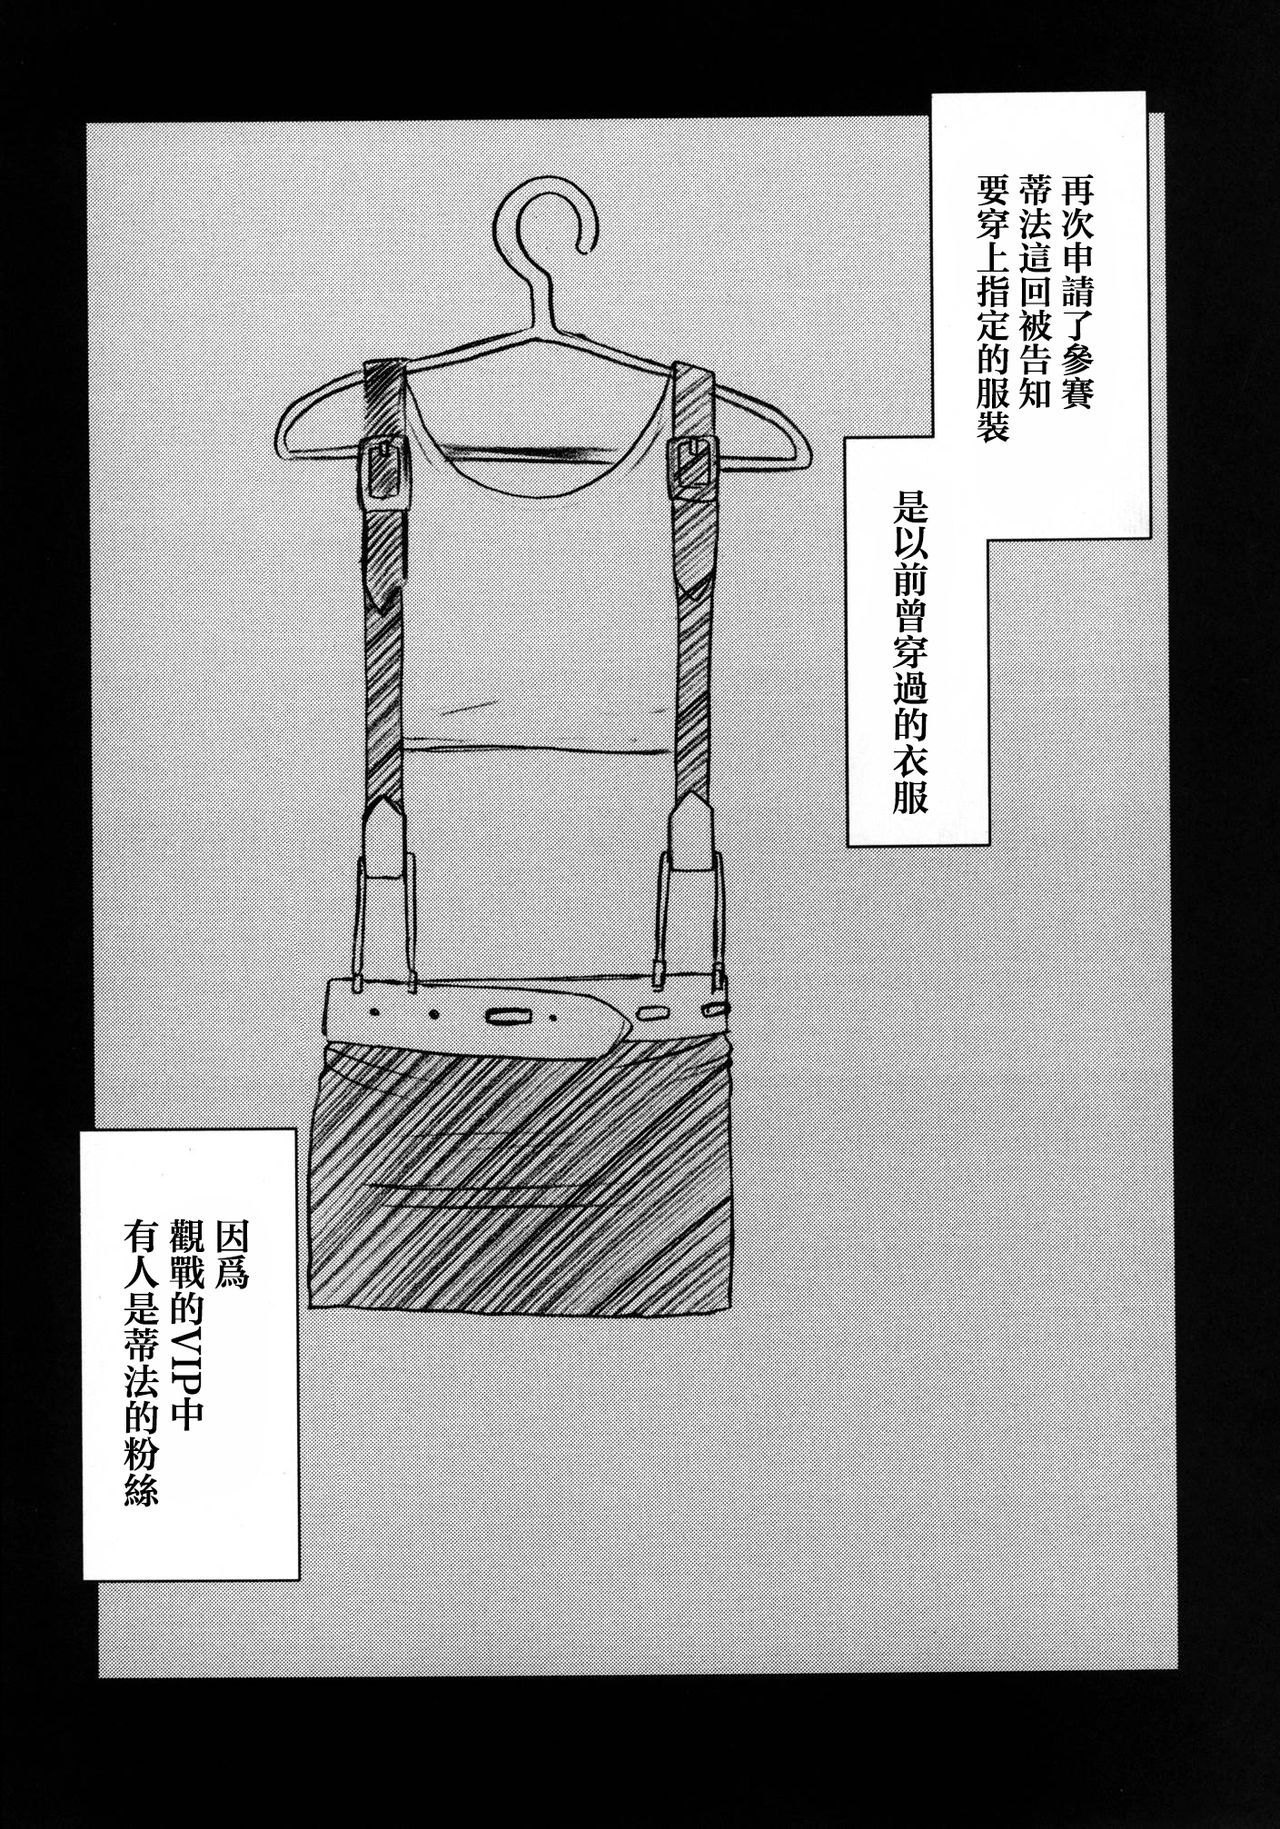 再次申請了參賽
蒂法這回被告知
要穿上指定的服裝
是以前曾穿過的衣服
因爲
觀戰的VIP中
有人是蒂法的粉絲